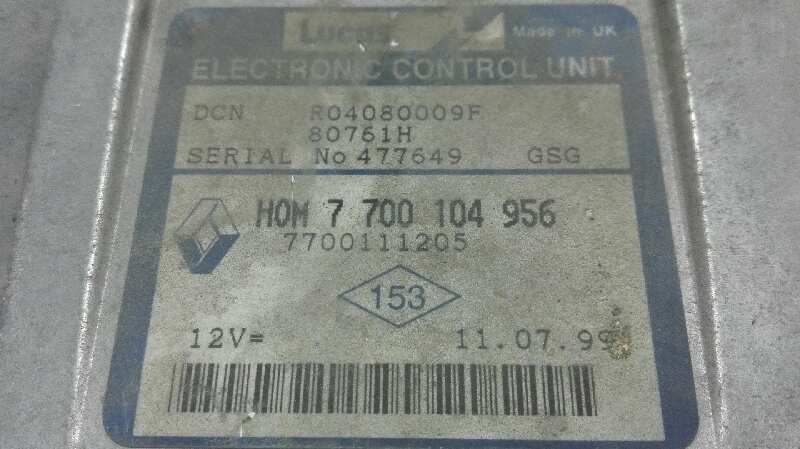 Lucas Made in UK
ELECTRONIC CONTROL UNIT
DCN R04080009F
80761H
SERIAL No 477649 GSG
HOM 7 700 104 956
7700111205
153
12V= 11.07.99